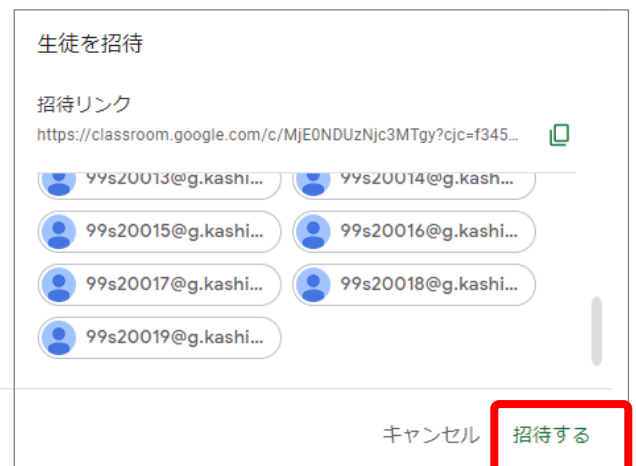 生徒を招待
招待リンク
https://classroom.google.com/c/MjE0NDUzNjc3MTgy?cjc=f345...
99s20013@g.kashi... 99s20014@g.kash...
99s20015@g.kashi... 99s20016@g.kashi...
99s20017@g.kashi... 99s20018@g.kashi...
99s20019@g.kashi...
キャンセル 招待する